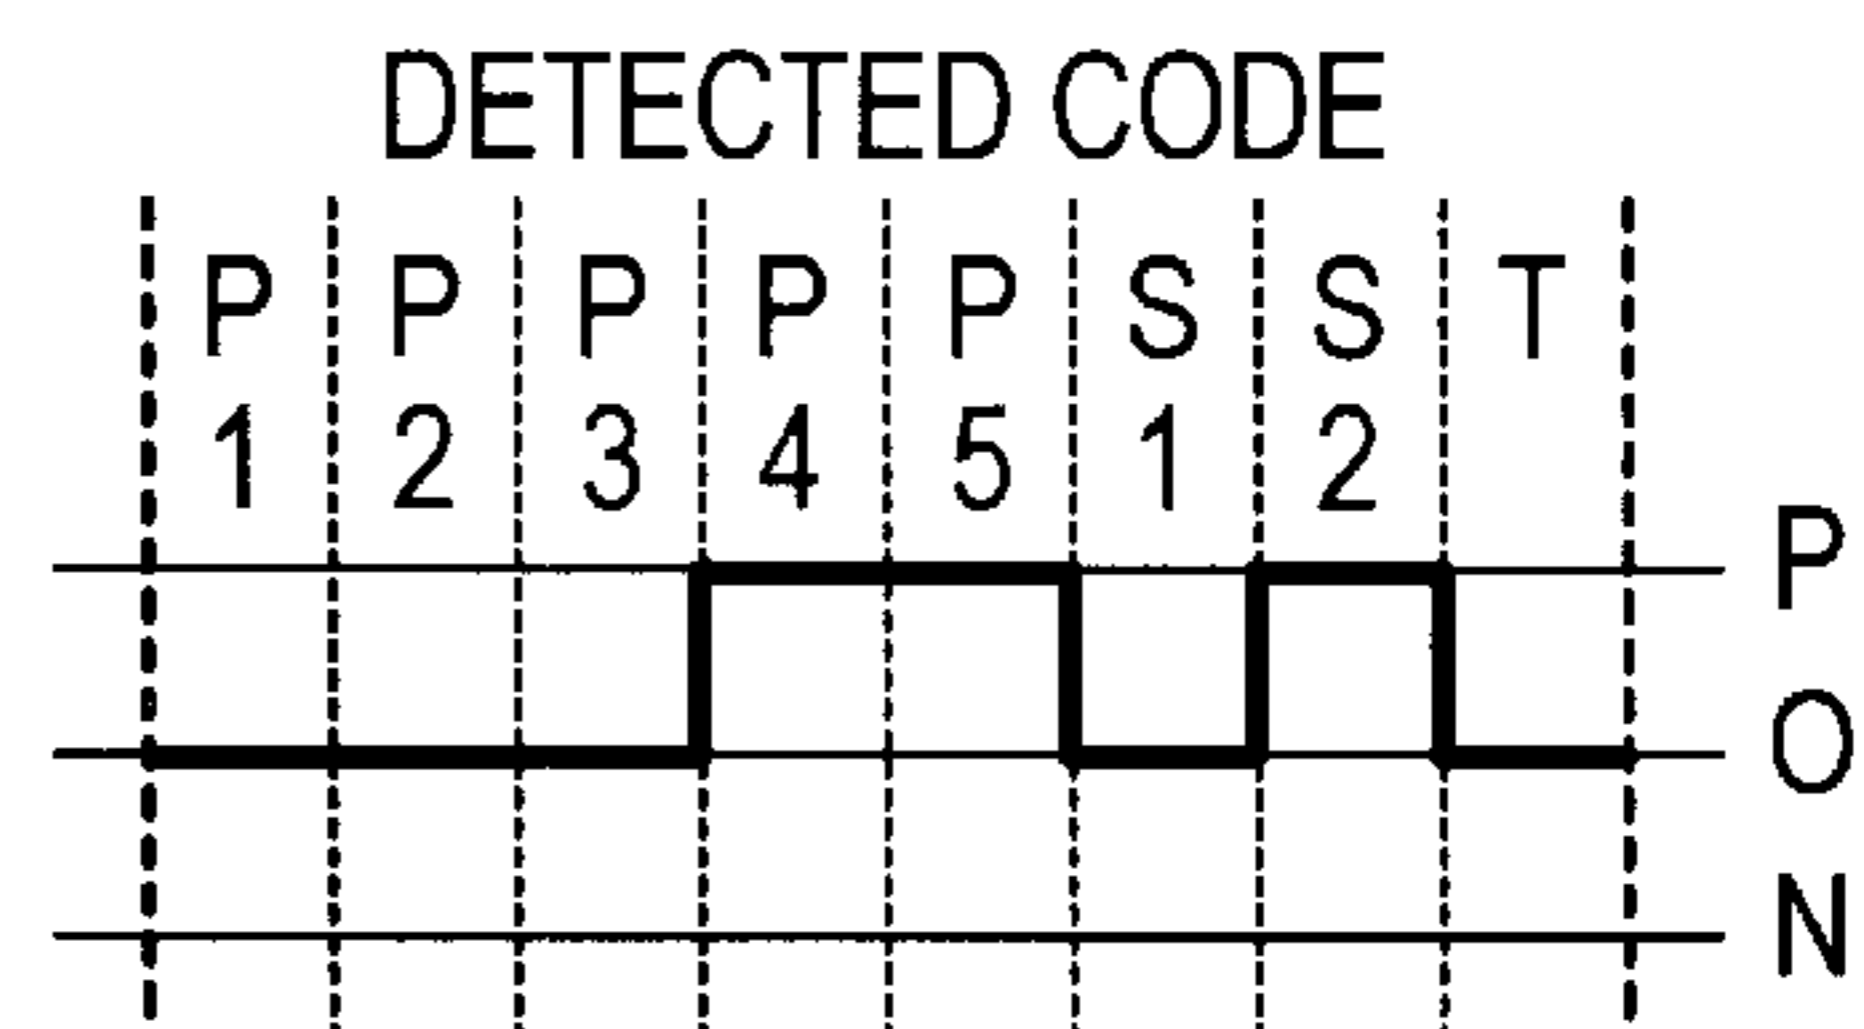 DETECTED CODE
P P P P P S S T
1 2 3 4 5 1 2
P
O
N